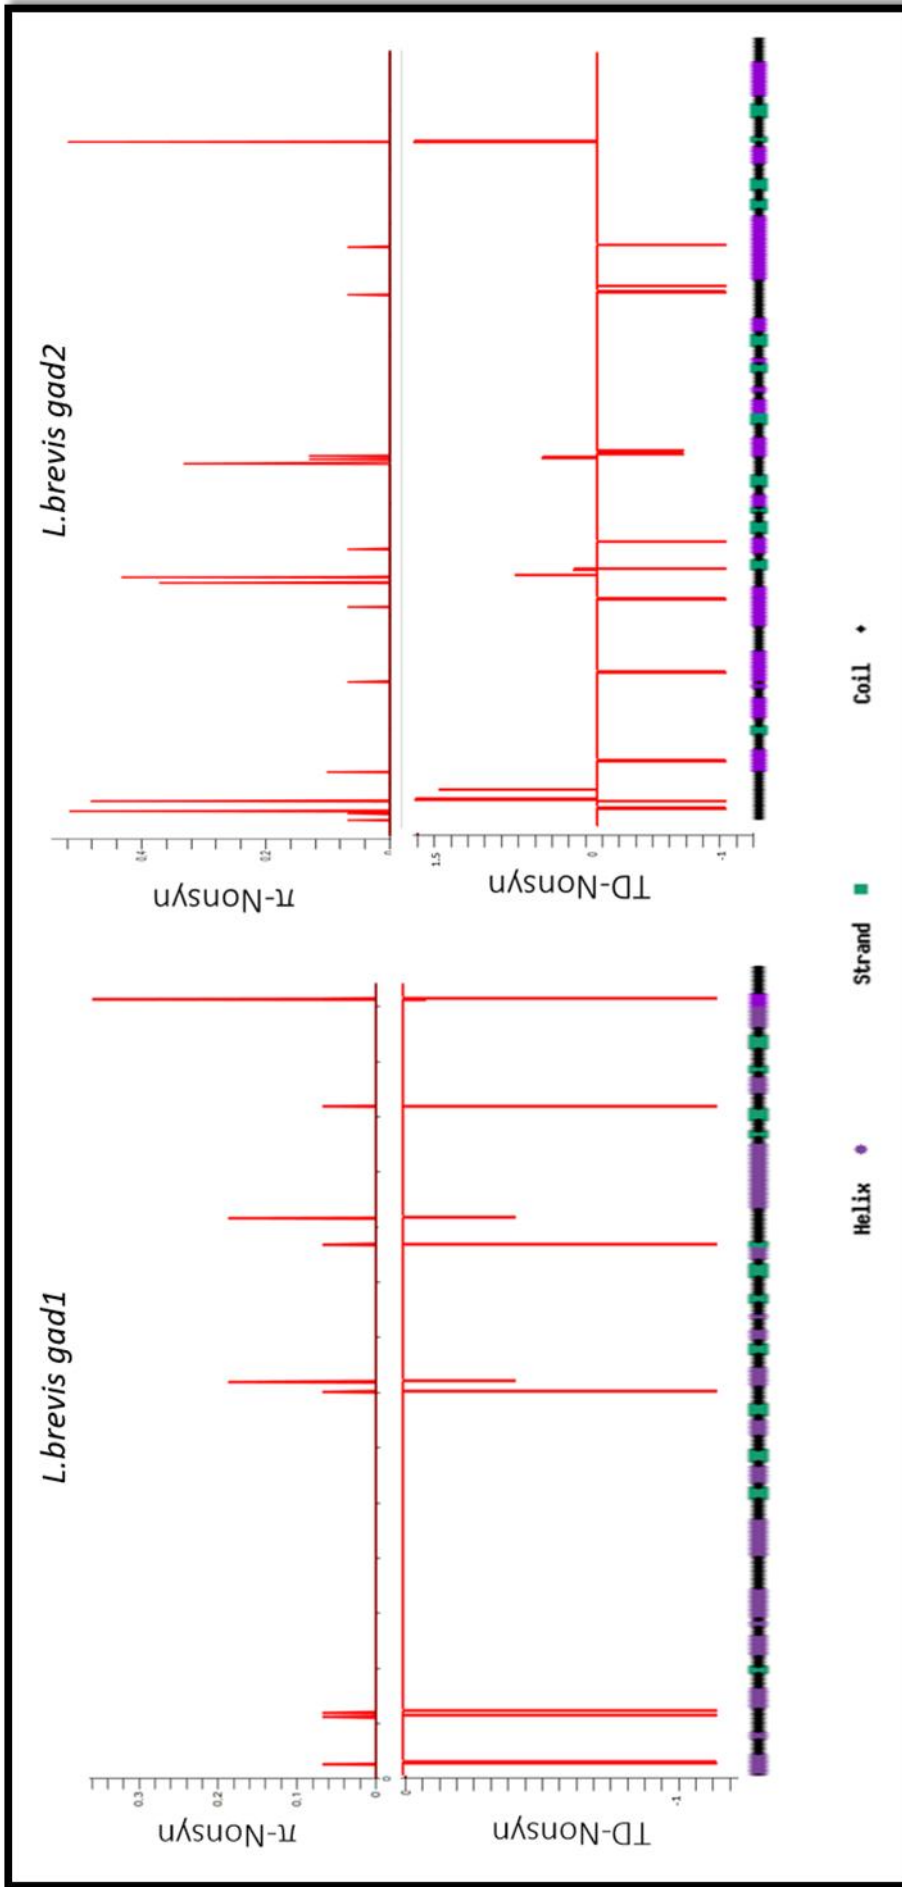 L.brevis gad1
π-Nonsyn
0.3
0.2
0.1
0
TD-Nonsyn
0
0
-1
L.brevis gad2
π-Nonsyn
0.4
0.2
0
TD-Nonsyn
1.5
0
-1
Helix Strand Coil